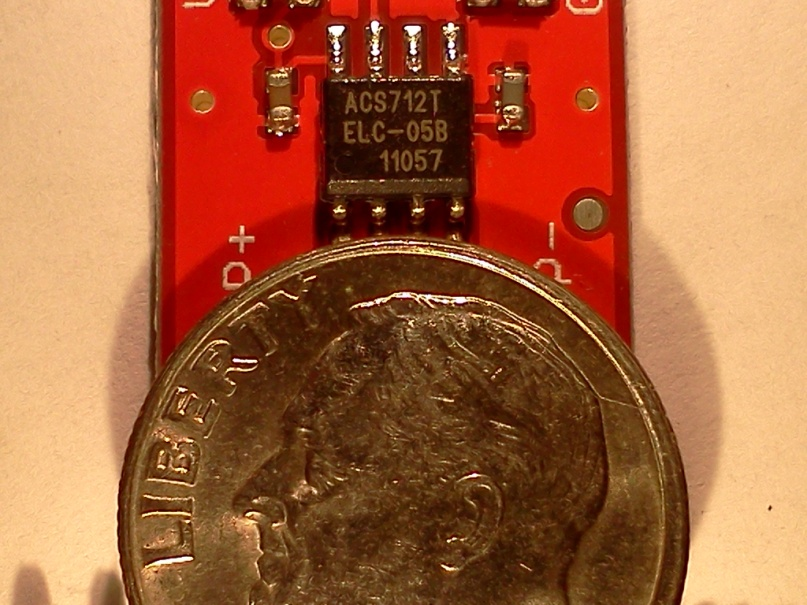 ACS712T
ELC-05B
11057
P+
P-
LIBERTY